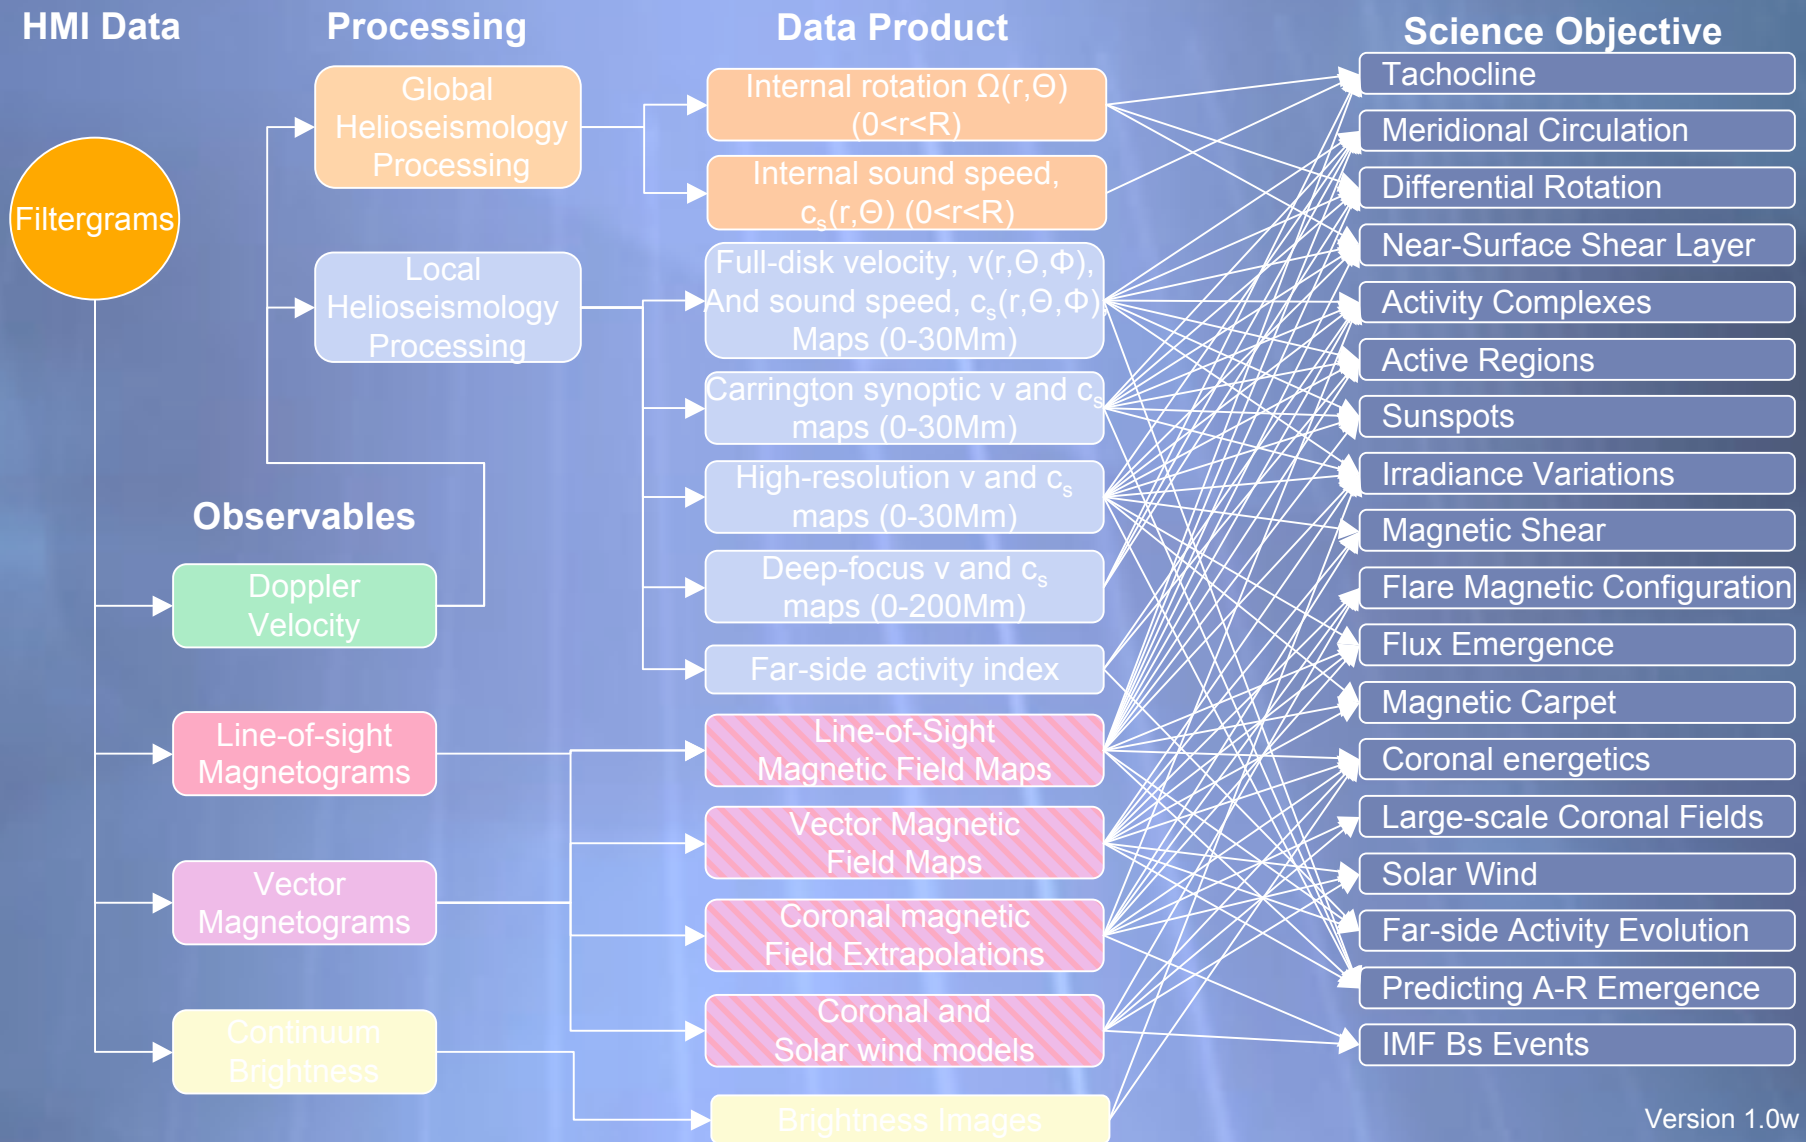 HMI Data
Processing
Data Product
Science Objective
Filtergrams
Global
Helioseismology
Processing
Local
Helioseismology
Processing
Observables
Doppler
Velocity
Line-of-sight
Magnetograms
Vector
Magnetograms
Continuum
Brightness
Internal rotation Ω(r,Θ)
(0<r<R)
Internal sound speed,
cₛ(r,Θ) (0<r<R)
Full-disk velocity, v(r,Θ,Φ),
And sound speed, cₛ(r,Θ,Φ),
Maps (0-30Mm)
Carrington synoptic v and cₛ
maps (0-30Mm)
High-resolution v and cₛ
maps (0-30Mm)
Deep-focus v and cₛ
maps (0-200Mm)
Far-side activity index
Line-of-Sight
Magnetic Field Maps
Vector Magnetic
Field Maps
Coronal magnetic
Field Extrapolations
Coronal and
Solar wind models
Brightness Images
Tachocline
Meridional Circulation
Differential Rotation
Near-Surface Shear Layer
Activity Complexes
Active Regions
Sunspots
Irradiance Variations
Magnetic Shear
Flare Magnetic Configuration
Flux Emergence
Magnetic Carpet
Coronal energetics
Large-scale Coronal Fields
Solar Wind
Far-side Activity Evolution
Predicting A-R Emergence
IMF Bs Events
Version 1.0w